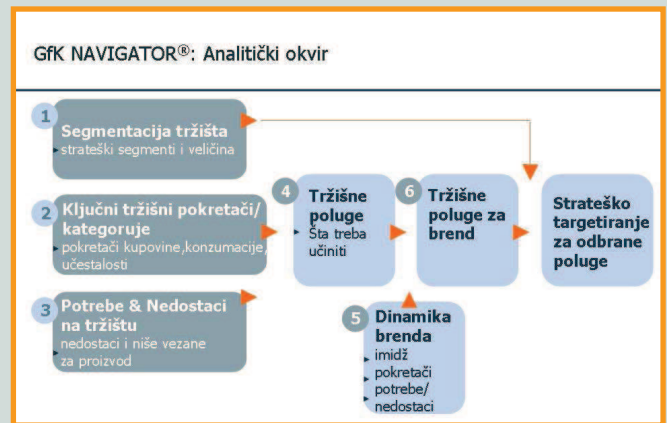 GfK NAVIGATOR®: Analitički okvir
1
Segmentacija tržišta
strateški segmenti i veličina
2
Ključni tržišni pokretači/
kategoruje
pokretači kupovine,konzumacije,
učestalosti
3
Potrebe & Nedostaci
na tržištu
nedostaci i niše vezane
za proizvod
4
Tržišne
poluge
Šta treba
učiniti
5
Dinamika
brenda
imidž
pokretači
potrebe/
nedostaci
6
Tržišne
poluge za
brend
Strateško
targetiranje
za odbrane
poluge